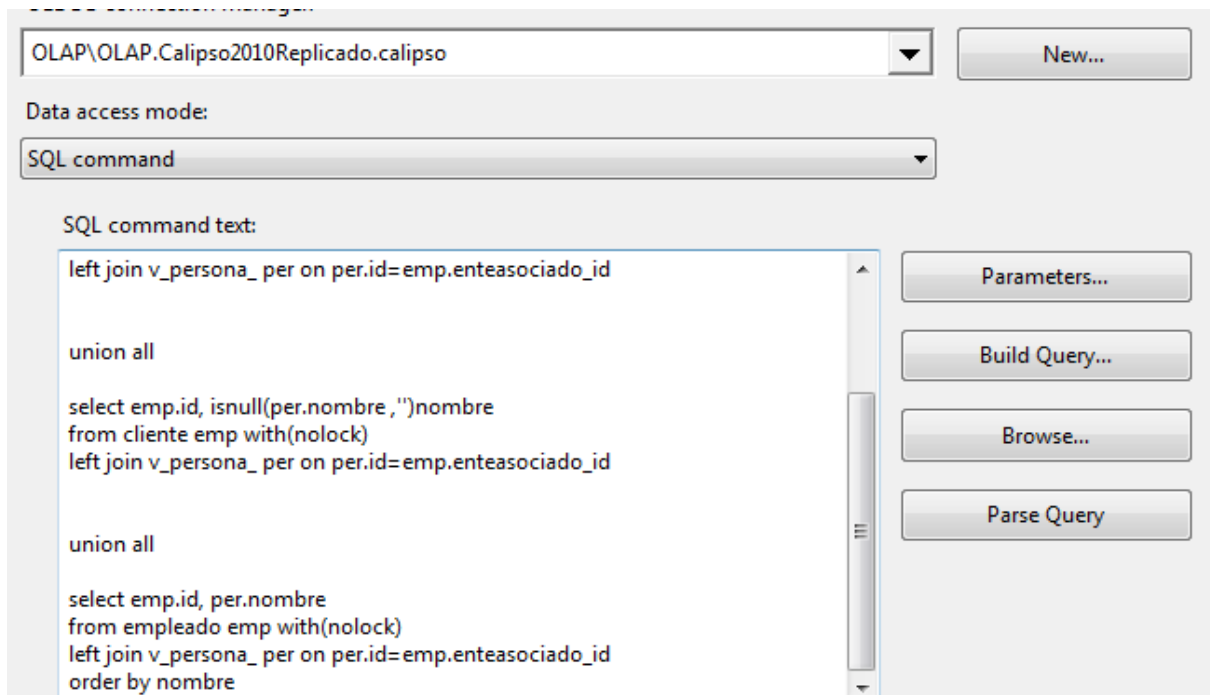 OLAP\OLAP.Calipso2010Replicado.calipso
New...
Data access mode:
SQL command
SQL command text:
left join v_persona_ per on per.id=emp.enteasociado_id
union all
select emp.id, isnull(per.nombre ,'')nombre
from cliente emp with(nolock)
left join v_persona_ per on per.id=emp.enteasociado_id
union all
select emp.id, per.nombre
from empleado emp with(nolock)
left join v_persona_ per on per.id=emp.enteasociado_id
order by nombre
Parameters...
Build Query...
Browse...
Parse Query